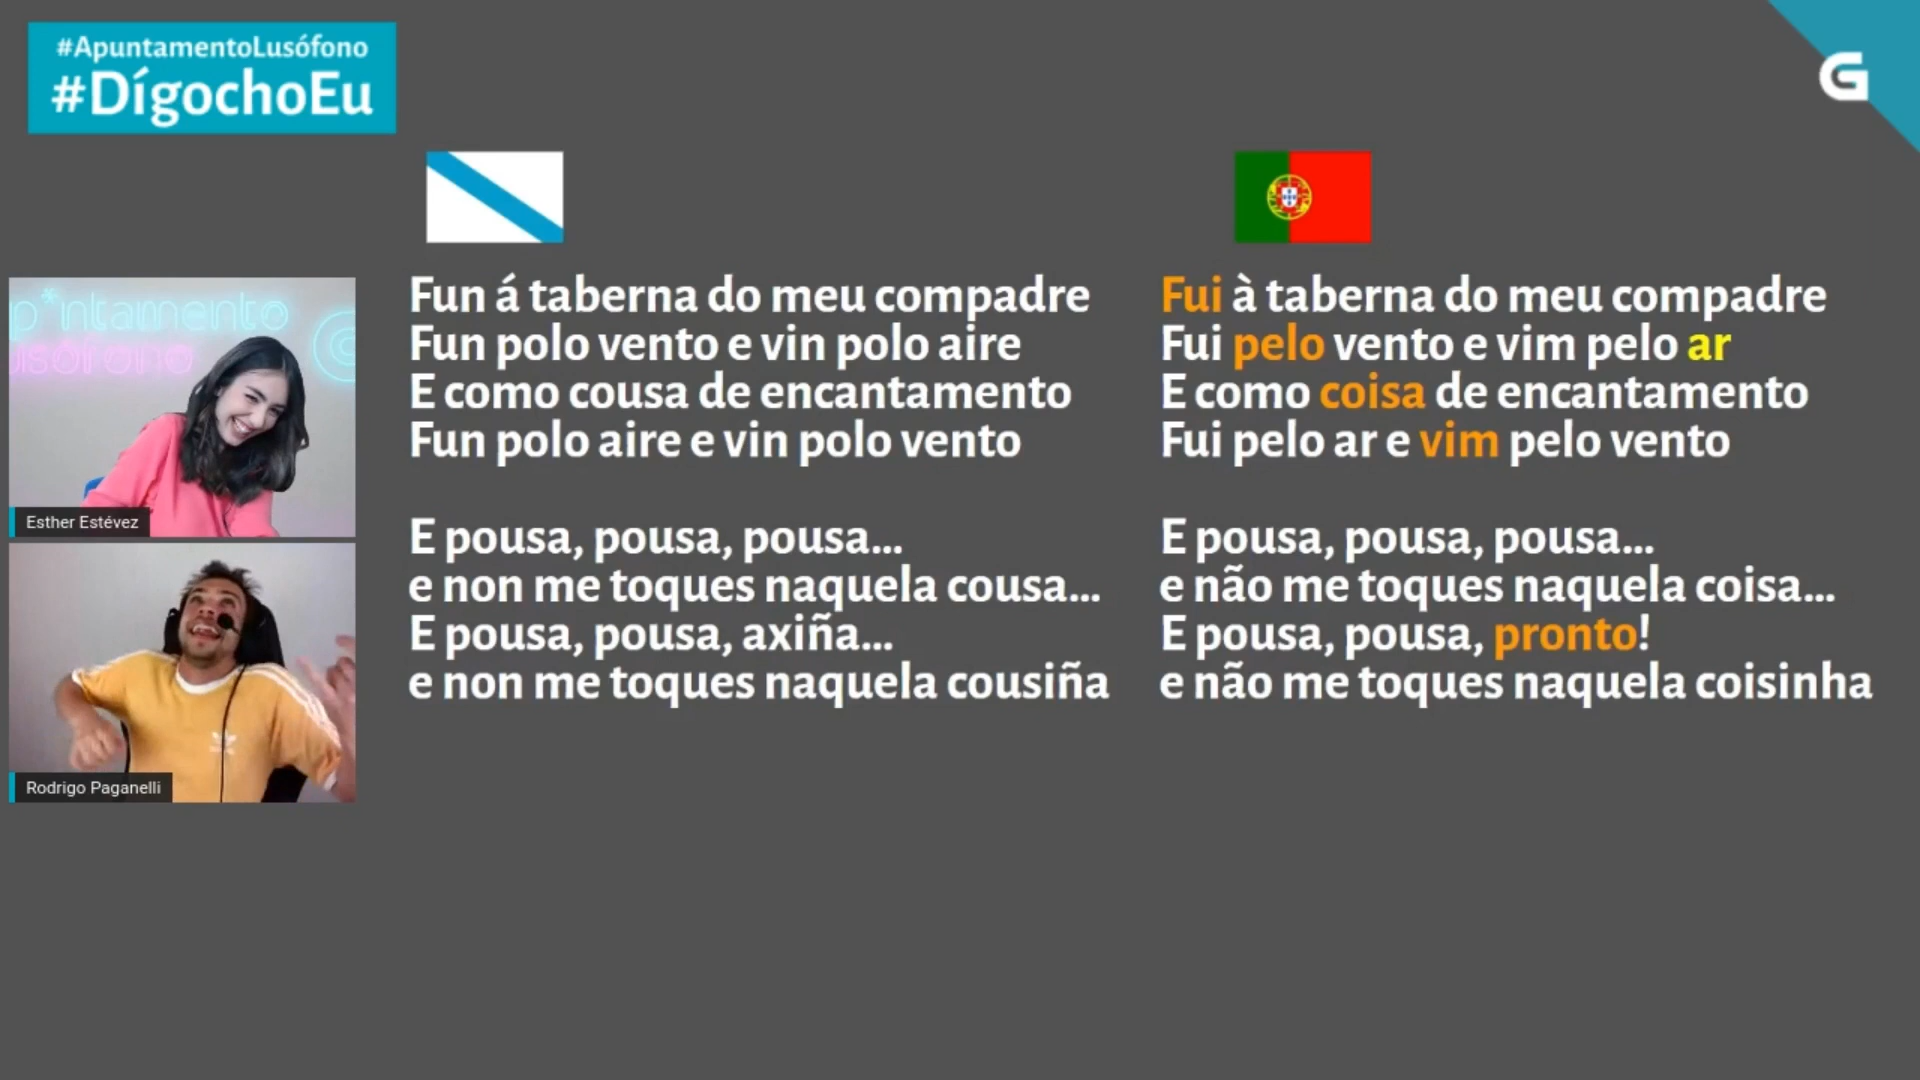 #ApuntamentoLusófono
#DígochoEu
G
Fun á taberna do meu compadre
Fun polo vento e vin polo aire
E como cousa de encantamento
Fun polo aire e vin polo vento
E pousa, pousa, pousa...
e non me toques naquela cousa...
E pousa, pousa, axiña...
e non me toques naquela cousiña
Fui à taberna do meu compadre
Fui pelo vento e vim pelo ar
E como coisa de encantamento
Fui pelo ar e vim pelo vento
E pousa, pousa, pousa...
e não me toques naquela coisa...
E pousa, pousa, pronto!
e não me toques naquela coisinha
p*ntamento
usófono
Esther Estévez
Rodrigo Paganelli